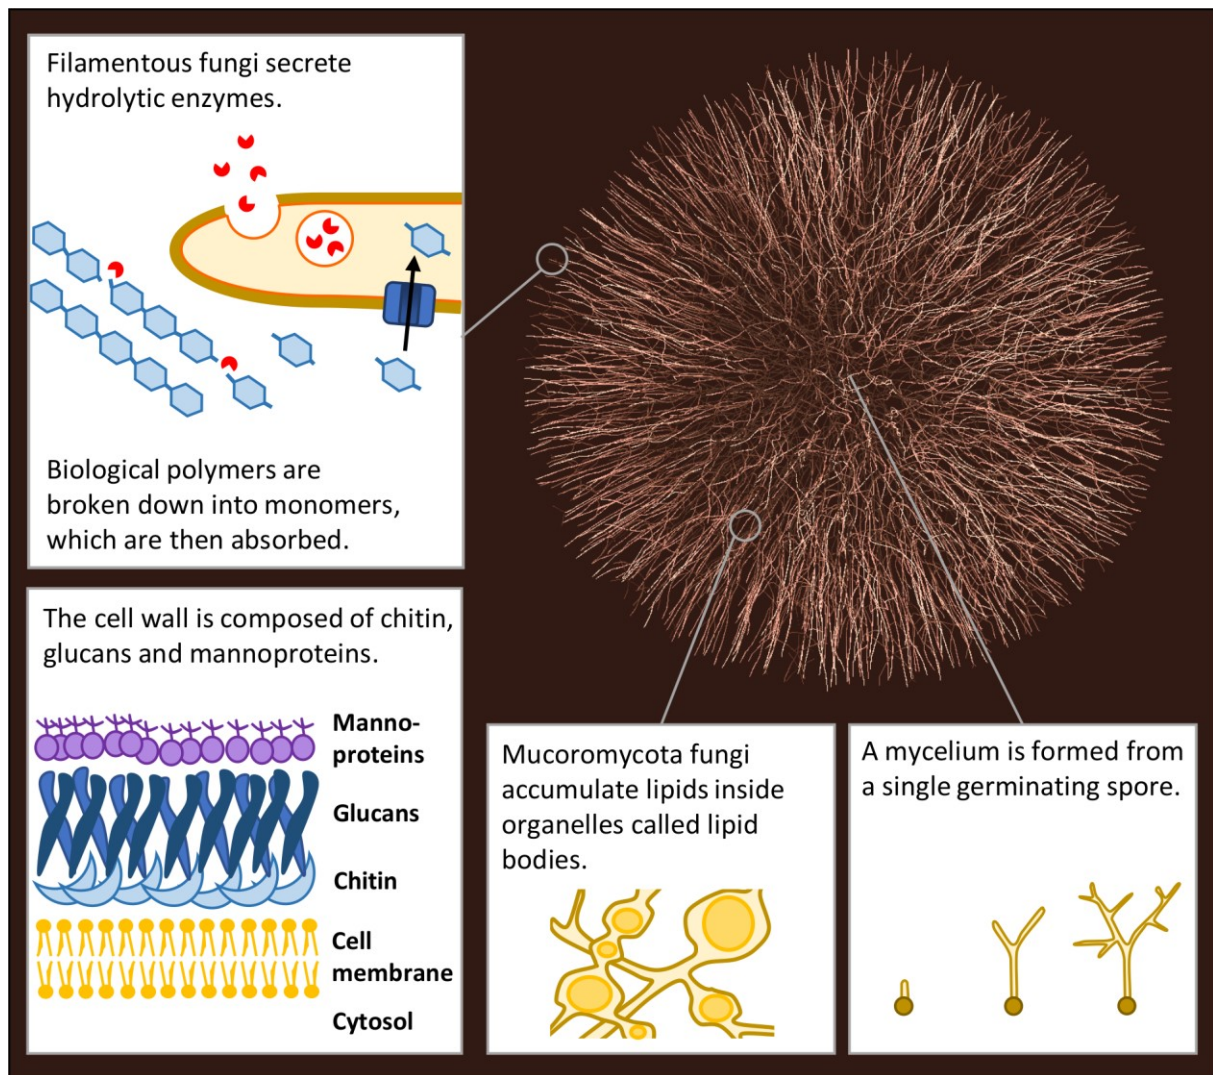 Filamentous fungi secrete
hydrolytic enzymes.
Biological polymers are
broken down into monomers,
which are then absorbed.
The cell wall is composed of chitin,
glucans and mannoproteins.
Manno-
proteins
Glucans
Chitin
Cell
membrane
Cytosol
Mucoromycota fungi
accumulate lipids inside
organelles called lipid
bodies.
A mycelium is formed from
a single germinating spore.